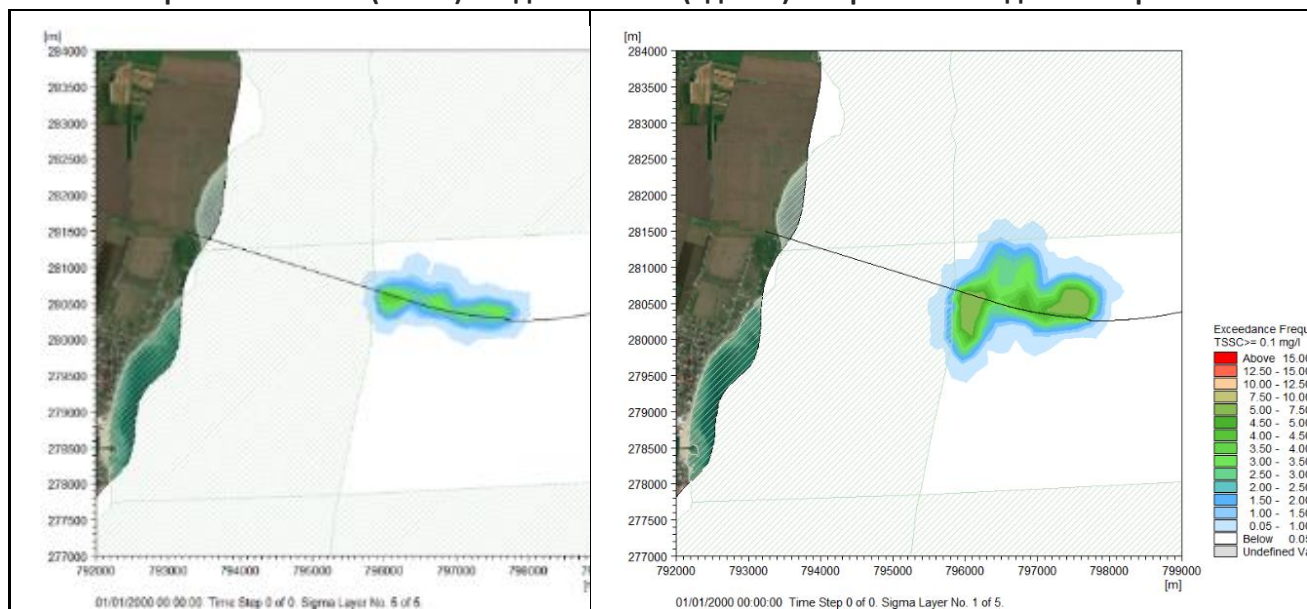 [m]
284000
283500
283000
282500
282000
281500
281000
280500
280000
279500
279000
278500
278000
277500
277000
792000 793000 794000 795000 796000 797000
01/01/2000 00:00:00 Time Step 0 of 0. Sigma Layer No. 5 of 5.
[m]
284000
283500
283000
282500
282000
281500
281000
280500
280000
279500
279000
278500
278000
277500
277000
792000 793000 794000 795000 796000 797000 798000 799000
[m]
01/01/2000 00:00:00 Time Step 0 of 0. Sigma Layer No. 1 of 5.
Exceedance Frequ
TSSC>= 0.1 mg/l
Above 15.00
12.50 - 15.00
10.00 - 12.50
7.50 - 10.00
5.00 - 7.50
4.50 - 5.00
4.00 - 4.50
3.50 - 4.00
3.00 - 3.50
2.50 - 3.00
2.00 - 2.50
1.50 - 2.00
1.00 - 1.50
0.05 - 1.00
Below 0.05
Undefined Va